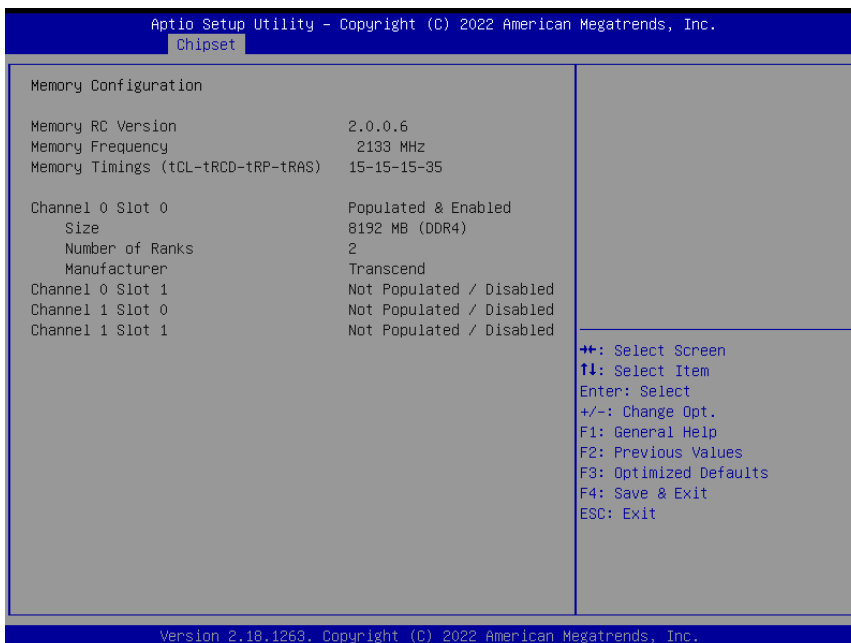 Aptio Setup Utility – Copyright (C) 2022 American Megatrends, Inc.
Chipset
Memory Configuration
Memory RC Version 2.0.0.6
Memory Frequency 2133 MHz
Memory Timings (tCL-tRCD-tRP-tRAS) 15-15-15-35
Channel 0 Slot 0 Populated & Enabled
Size 8192 MB (DDR4)
Number of Ranks 2
Manufacturer Transcend
Channel 0 Slot 1 Not Populated / Disabled
Channel 1 Slot 0 Not Populated / Disabled
Channel 1 Slot 1 Not Populated / Disabled
→←: Select Screen
↑↓: Select Item
Enter: Select
+/-: Change Opt.
F1: General Help
F2: Previous Values
F3: Optimized Defaults
F4: Save & Exit
ESC: Exit
Version 2.18.1263. Copyright (C) 2022 American Megatrends, Inc.